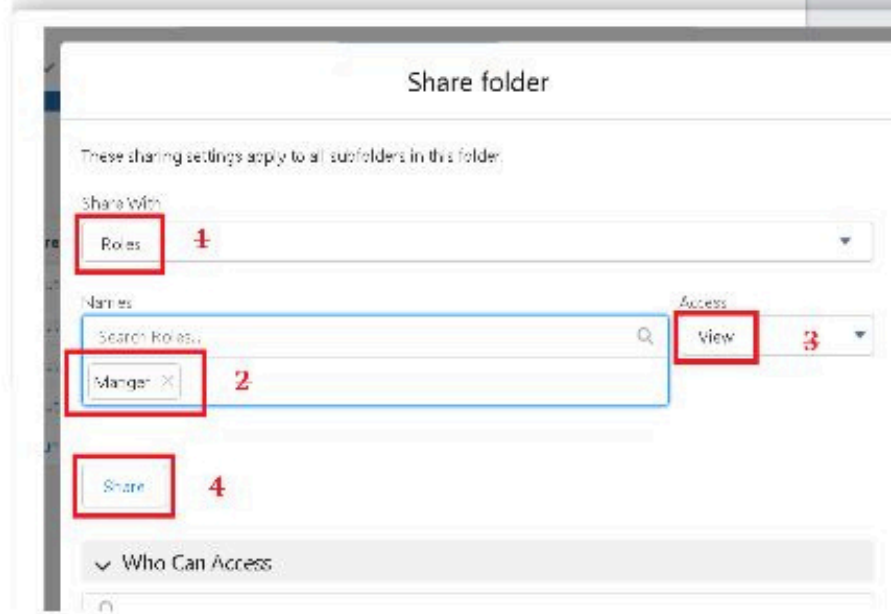 Share folder
These sharing settings apply to all subfolders in this folder.
Share With
Roles 1
Names Access
Search Roles... View 3
Manger 2
Share 4
Who Can Access